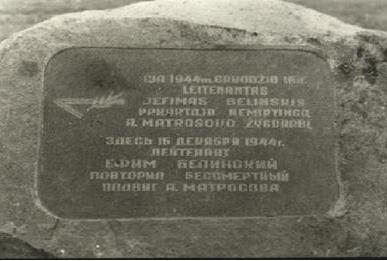 ČIA 1944m. GRUODŽIO 16d.
LEITENANTAS
JEFIMAS BELINSKIS
PAKARTOJO NEMIRTINGĄ
A. MATROSOVO ŽYGDARBĮ
ЗДЕСЬ 16 ДЕКАБРЯ 1944г.
ЛЕЙТЕНАНТ
ЕФИМ БЕЛИНСКИЙ
ПОВТОРИЛ БЕССМЕРТНЫЙ
ПОДВИГ А. МАТРОСОВА